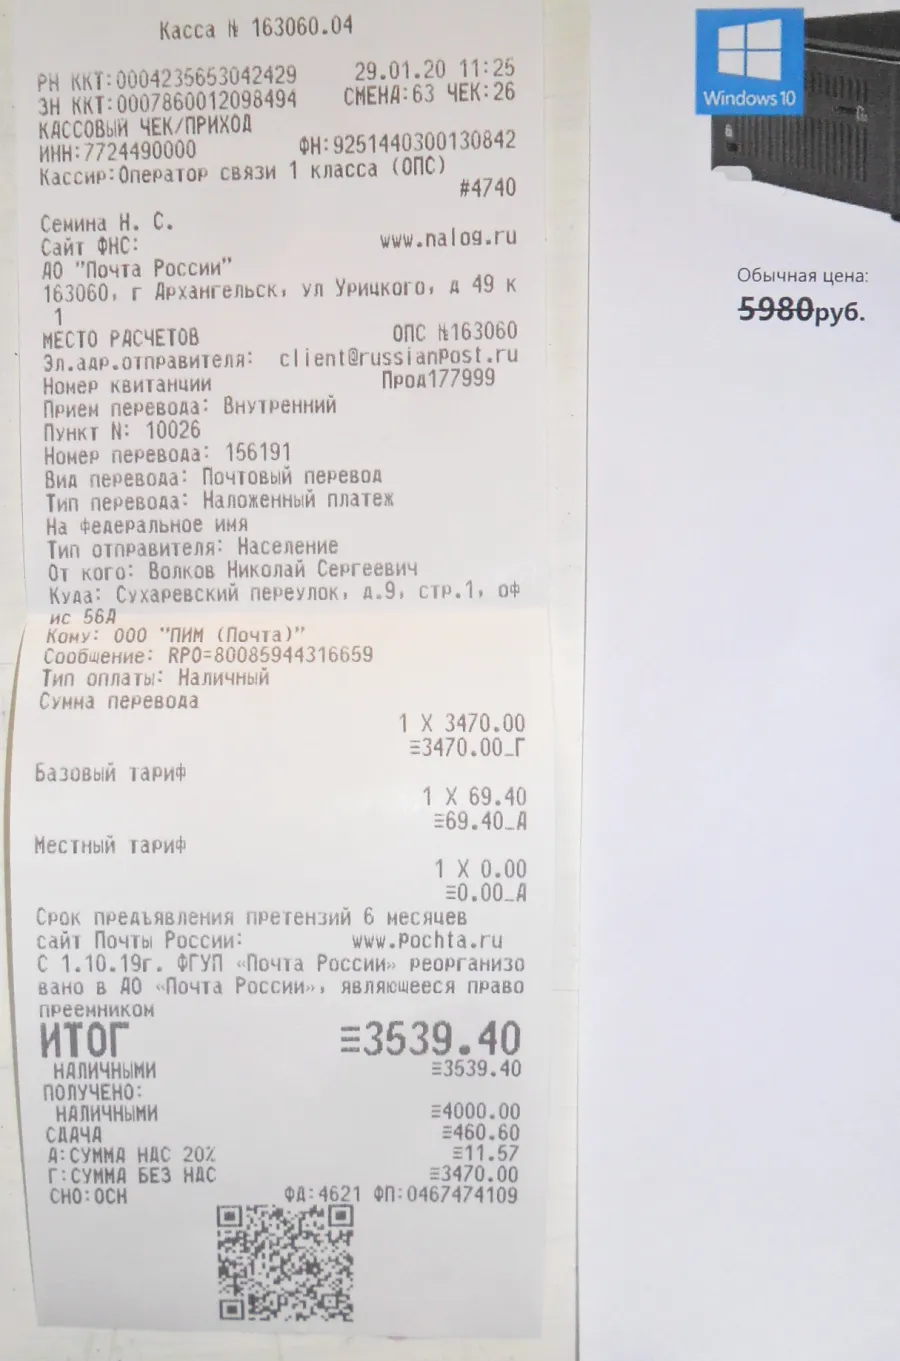 Касса № 163060.04
РН ККТ:0004235653042429 29.01.20 11:25
ЗН ККТ:0007860012098494 СМЕНА:63 ЧЕК:26
КАССОВЫЙ ЧЕК/ПРИХОД
ИНН:7724490000 ФН:9251440300130842
Кассир:Оператор связи 1 класса (ОПС)
#4740
Семина Н. С.
Сайт ФНС: www.nalog.ru
АО "Почта России"
163060, г Архангельск, ул Урицкого, д 49 к
1
МЕСТО РАСЧЕТОВ ОПС №163060
Эл.адр.отправителя: client@russianPost.ru
Номер квитанции Прод177999
Прием перевода: Внутренний
Пункт N: 10026
Номер перевода: 156191
Вид перевода: Почтовый перевод
Тип перевода: Наложенный платеж
На федеральное имя
Тип отправителя: Население
От кого: Волков Николай Сергеевич
Куда: Сухаревский переулок, д.9, стр.1, оф
ис 56А
Кому: ООО "ПИМ (Почта)"
Сообщение: RPO=80085944316659
Тип оплаты: Наличный
Сумма перевода
1 X 3470.00
≡3470.00_Г
Базовый тариф
1 X 69.40
≡69.40_А
Местный тариф
1 X 0.00
≡0.00_А
Срок предъявления претензий 6 месяцев
сайт Почты России: www.Pochta.ru
С 1.10.19г. ФГУП «Почта России» реорганизо
вано в АО «Почта России», являющееся право
преемником
ИТОГ ≡3539.40
НАЛИЧНЫМИ ≡3539.40
ПОЛУЧЕНО:
НАЛИЧНЫМИ ≡4000.00
СДАЧА ≡460.60
А:СУММА НДС 20% ≡11.57
Г:СУММА БЕЗ НДС ≡3470.00
СНО:ОСН ФД:4621 ФП:0467474109
Windows 10
Обычная цена:
5980руб.